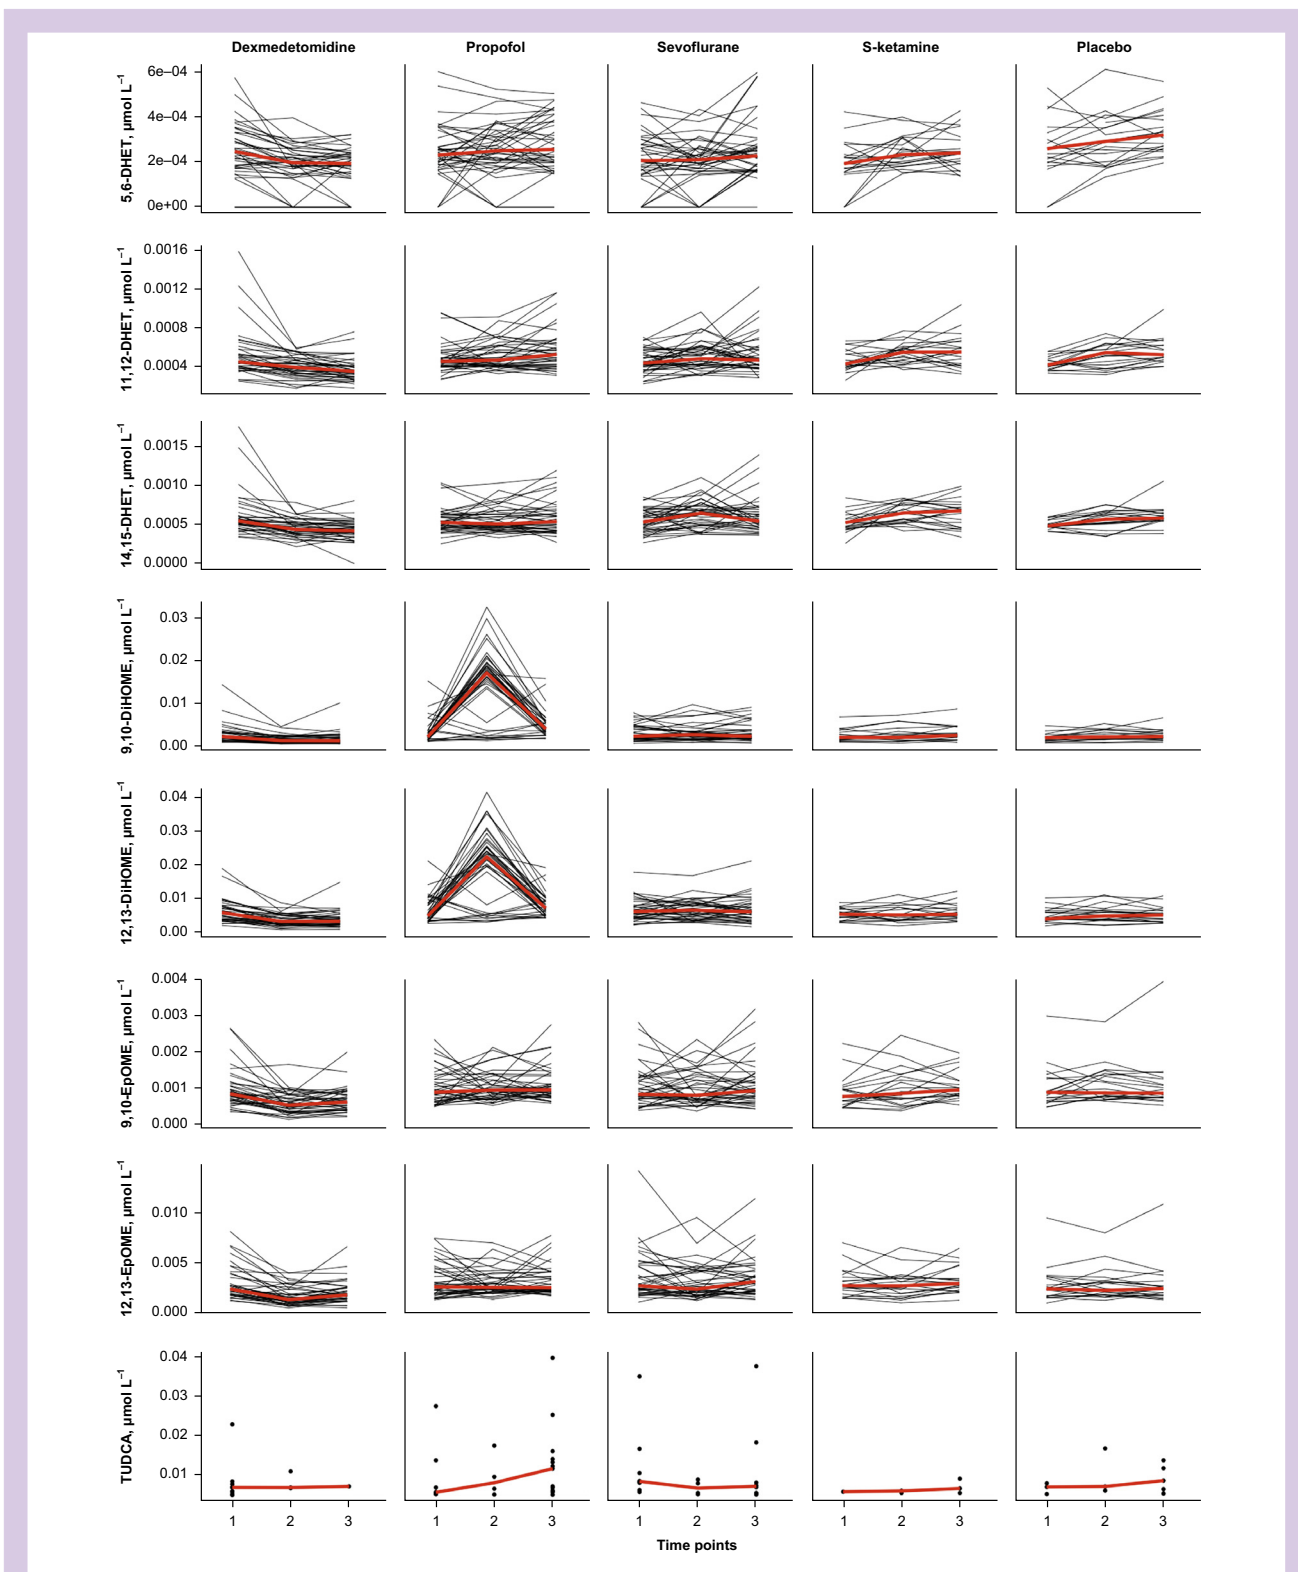 Dexmedetomidine Propofol Sevoflurane S-ketamine Placebo
5,6-DHET, µmol L⁻¹
6e–04
4e–04
2e–04
0e+00
11,12-DHET, µmol L⁻¹
0.0016
0.0012
0.0008
0.0004
14,15-DHET, µmol L⁻¹
0.0015
0.0010
0.0005
0.0000
9,10-DiHOME, µmol L⁻¹
0.03
0.02
0.01
0.00
12,13-DiHOME, µmol L⁻¹
0.04
0.03
0.02
0.01
0.00
9,10-EpOME, µmol L⁻¹
0.004
0.003
0.002
0.001
0.000
12,13-EpOME, µmol L⁻¹
0.010
0.005
0.000
TUDCA, µmol L⁻¹
0.04
0.03
0.02
0.01
1 2 3 1 2 3 1 2 3 1 2 3 1 2 3
Time points